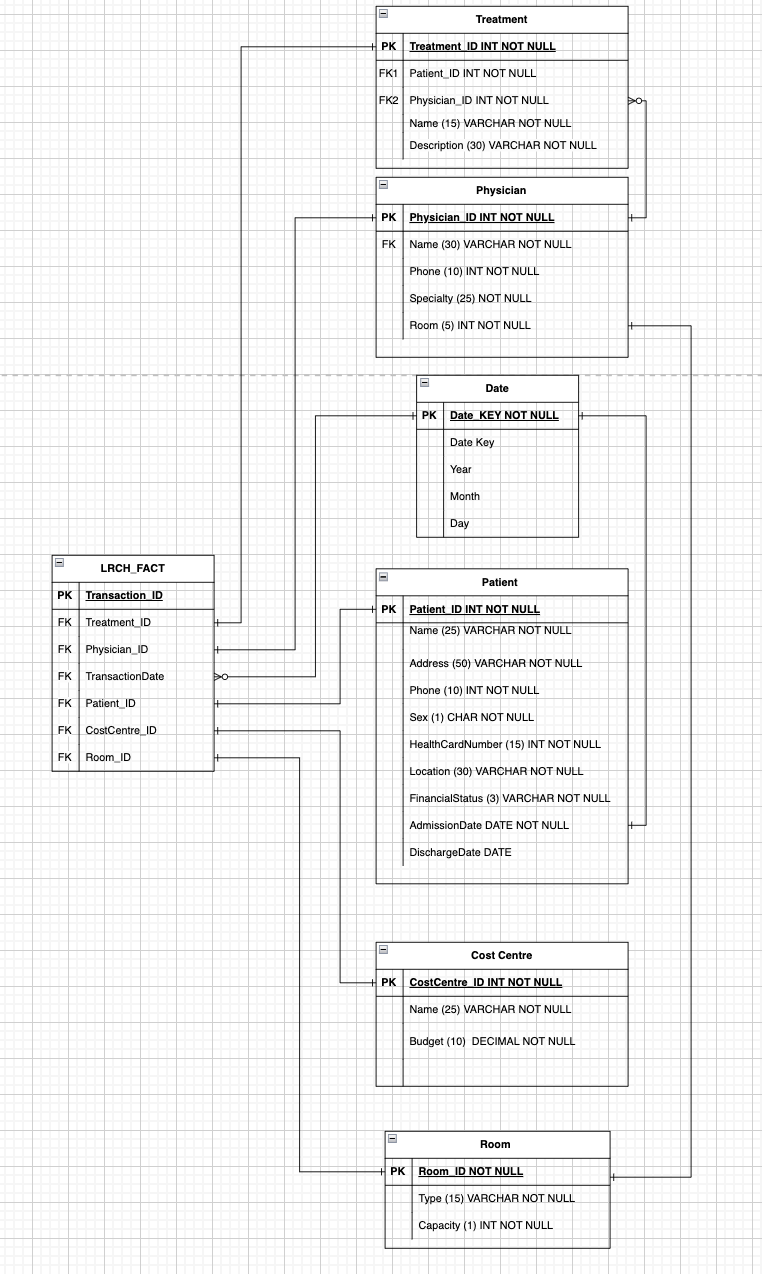 Treatment
PK Treatment_ID INT NOT NULL
FK1 Patient_ID INT NOT NULL
FK2 Physician_ID INT NOT NULL
Name (15) VARCHAR NOT NULL
Description (30) VARCHAR NOT NULL
Physician
PK Physician_ID INT NOT NULL
FK Name (30) VARCHAR NOT NULL
Phone (10) INT NOT NULL
Specialty (25) NOT NULL
Room (5) INT NOT NULL
Date
PK Date_KEY NOT NULL
Date Key
Year
Month
Day
LRCH_FACT
PK Transaction_ID
FK Treatment_ID
FK Physician_ID
FK TransactionDate
FK Patient_ID
FK CostCentre_ID
FK Room_ID
Patient
PK Patient_ID INT NOT NULL
Name (25) VARCHAR NOT NULL
Address (50) VARCHAR NOT NULL
Phone (10) INT NOT NULL
Sex (1) CHAR NOT NULL
HealthCardNumber (15) INT NOT NULL
Location (30) VARCHAR NOT NULL
FinancialStatus (3) VARCHAR NOT NULL
AdmissionDate DATE NOT NULL
DischargeDate DATE
Cost Centre
PK CostCentre_ID INT NOT NULL
Name (25) VARCHAR NOT NULL
Budget (10) DECIMAL NOT NULL
Room
PK Room_ID NOT NULL
Type (15) VARCHAR NOT NULL
Capacity (1) INT NOT NULL